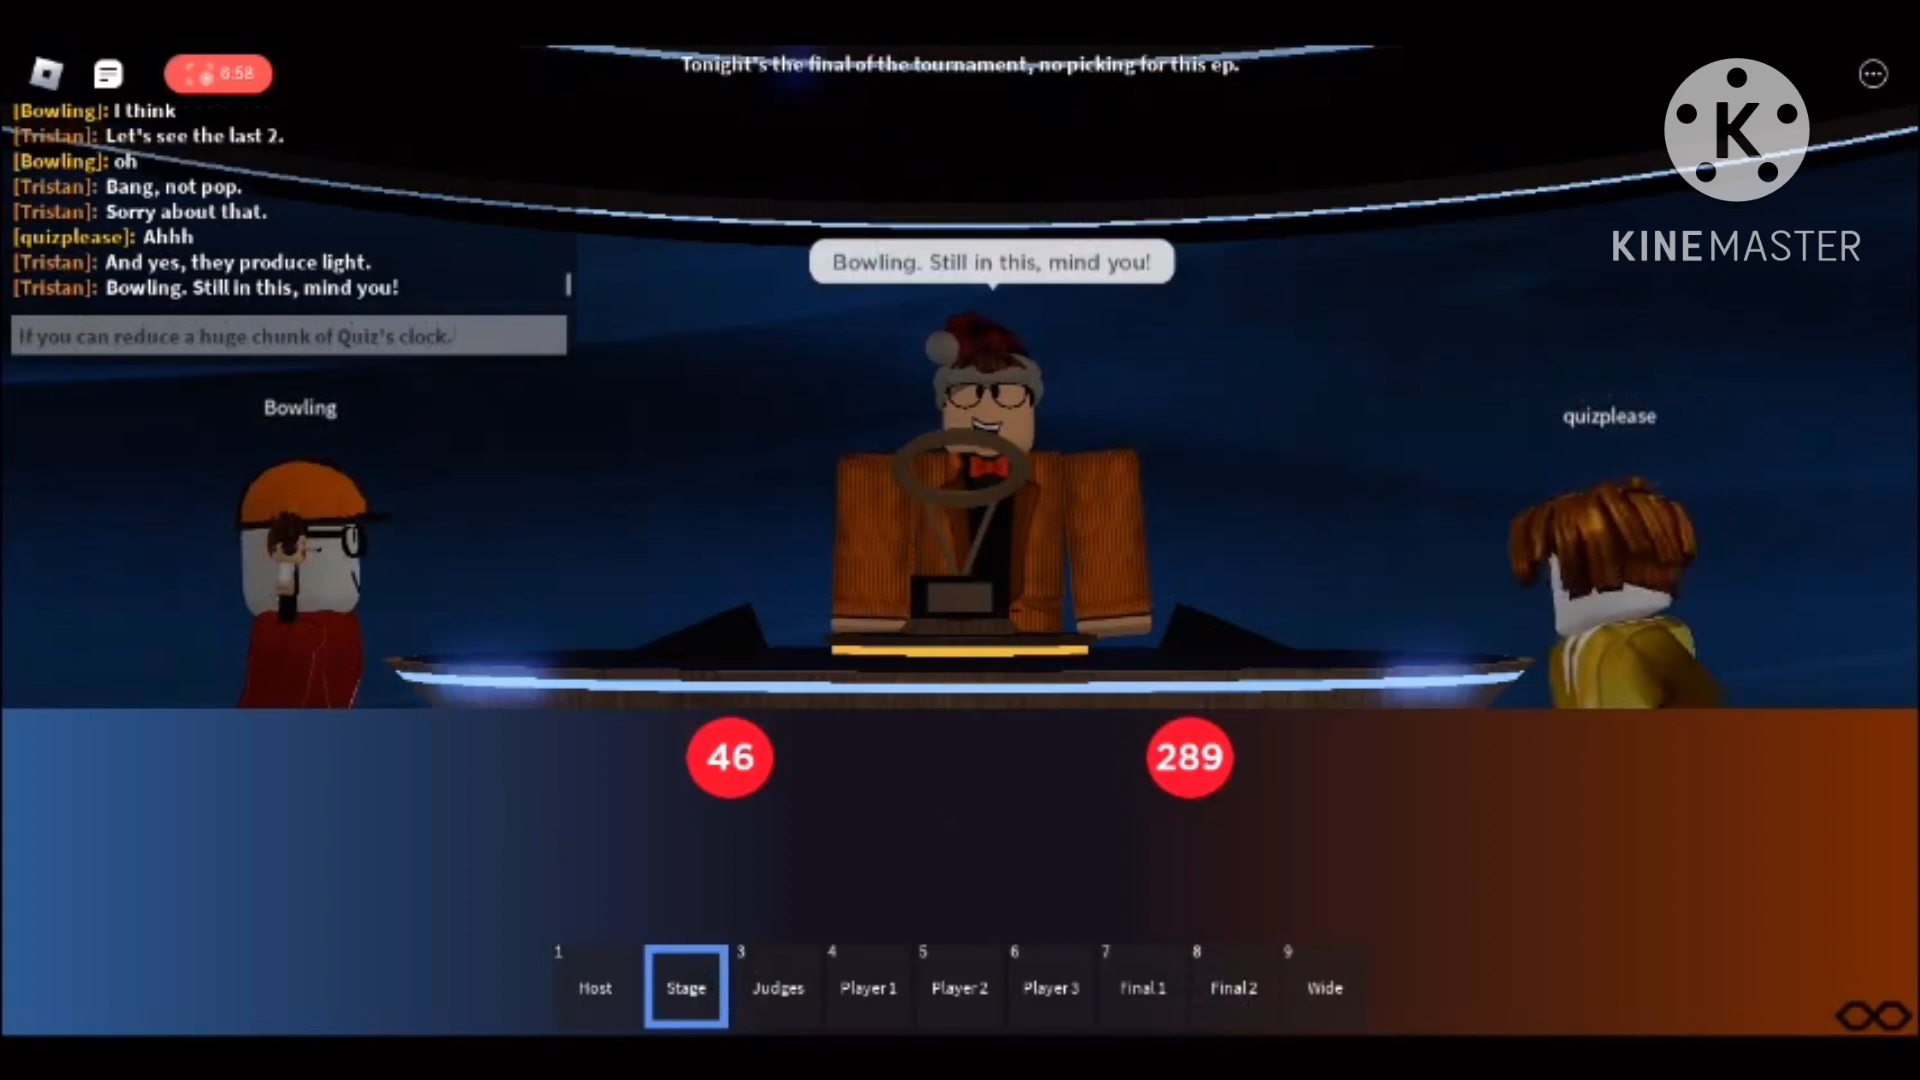 Tonight's the final of the tournament, no picking for this ep.
6:58
[Bowling]: I think
[Tristan]: Let's see the last 2.
[Bowling]: oh
[Tristan]: Bang, not pop.
[Tristan]: Sorry about that.
[quizplease]: Ahhh
[Tristan]: And yes, they produce light.
[Tristan]: Bowling. Still in this, mind you!
If you can reduce a huge chunk of Quiz's clock.
Bowling. Still in this, mind you!
K
KINEMASTER
Bowling
quizplease
46
289
1 Host
Stage
3 Judges
4 Player 1
5 Player 2
6 Player 3
7 Final 1
8 Final 2
9 Wide